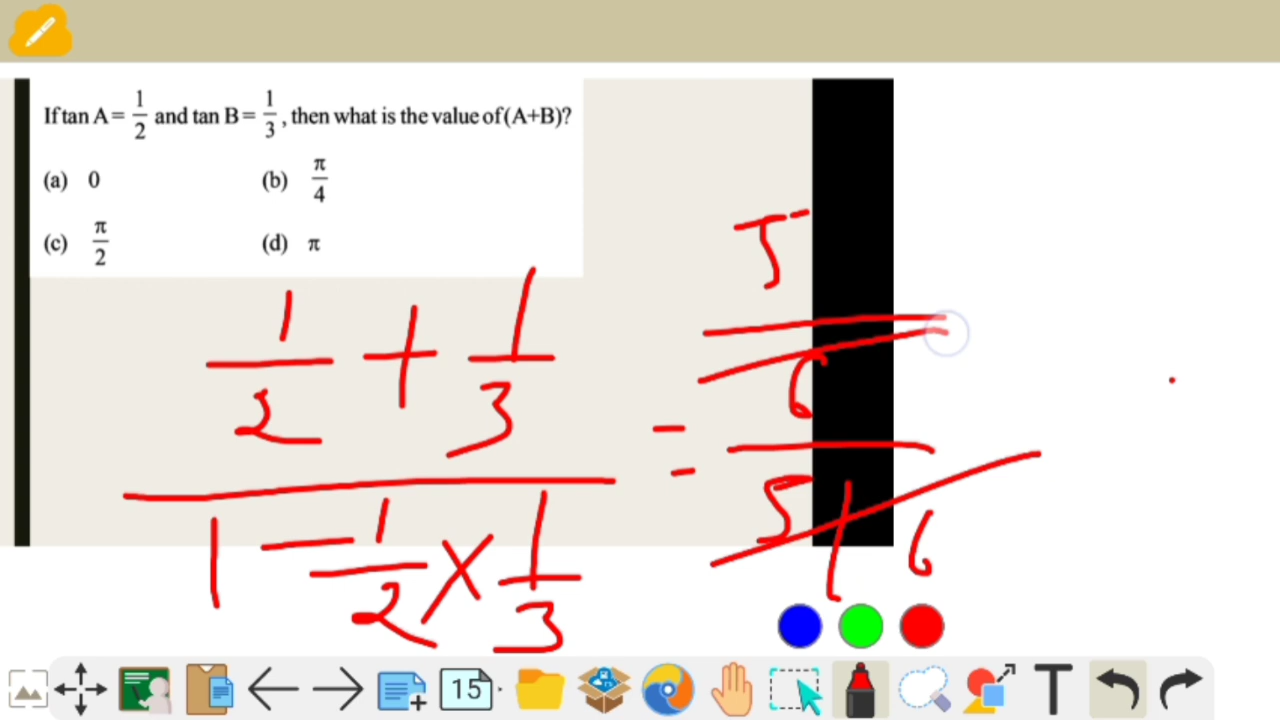 If tan A = 1/2 and tan B = 1/3, then what is the value of (A+B)?
(a) 0 (b) π/4
(c) π/2 (d) π
1/2 + 1/3
5/6
=
1 - 1/2 × 1/3
5/6
15
T